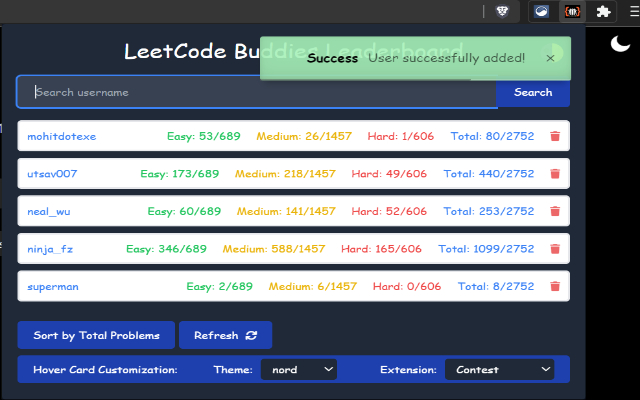 LeetCode Buddies Leaderboard
Success User successfully added! ×
Search username Search
mohitdotexe Easy: 53/689 Medium: 26/1457 Hard: 1/606 Total: 80/2752
utsav007 Easy: 173/689 Medium: 218/1457 Hard: 49/606 Total: 440/2752
neal_wu Easy: 60/689 Medium: 141/1457 Hard: 52/606 Total: 253/2752
ninja_fz Easy: 346/689 Medium: 588/1457 Hard: 165/606 Total: 1099/2752
superman Easy: 2/689 Medium: 6/1457 Hard: 0/606 Total: 8/2752
Sort by Total Problems Refresh
Hover Card Customization: Theme: nord Extension: Contest